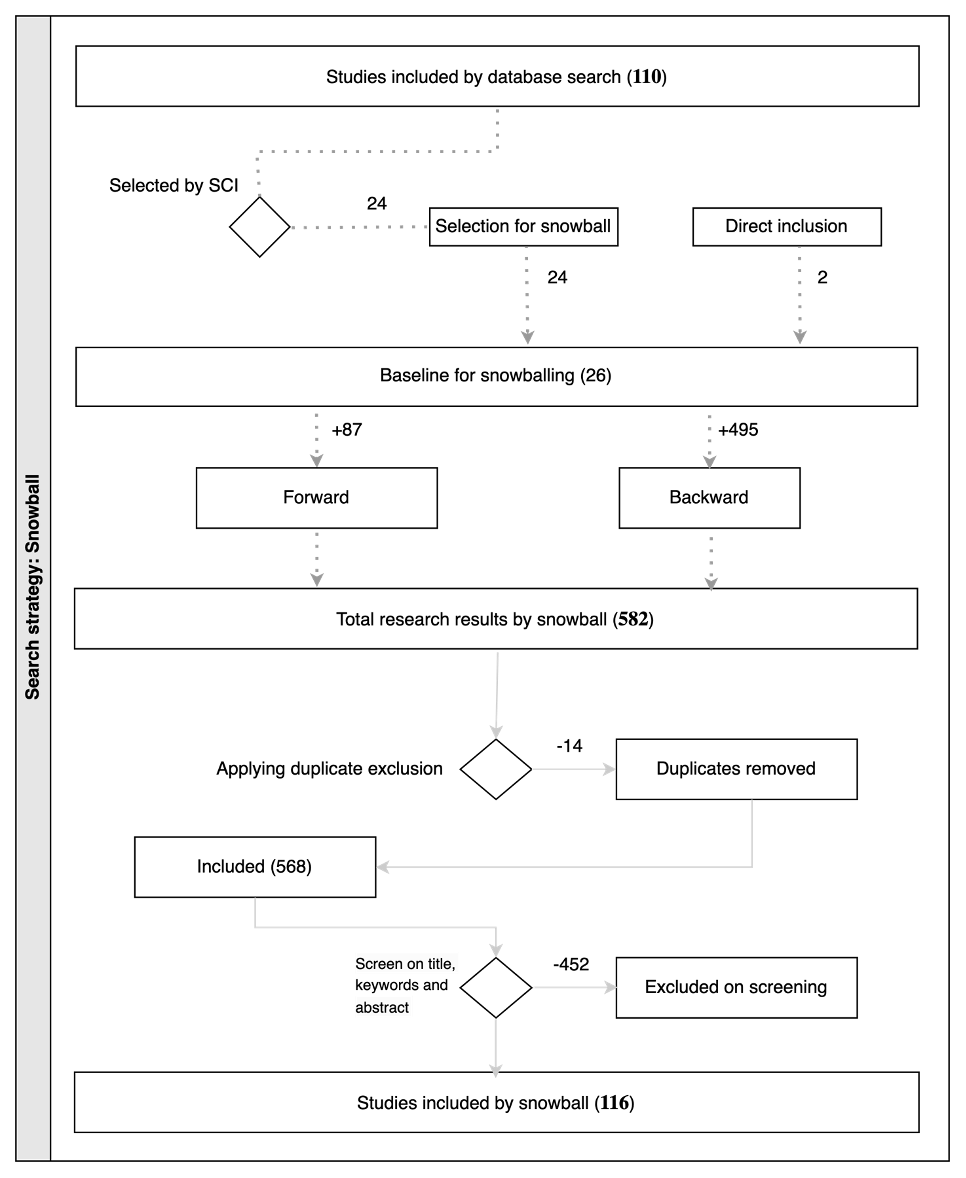 Search strategy: Snowball
Studies included by database search (110)
Selected by SCI
24
Selection for snowball
Direct inclusion
24
2
Baseline for snowballing (26)
+87
+495
Forward
Backward
Total research results by snowball (582)
Applying duplicate exclusion
-14
Duplicates removed
Included (568)
Screen on title,
keywords and
abstract
-452
Excluded on screening
Studies included by snowball (116)